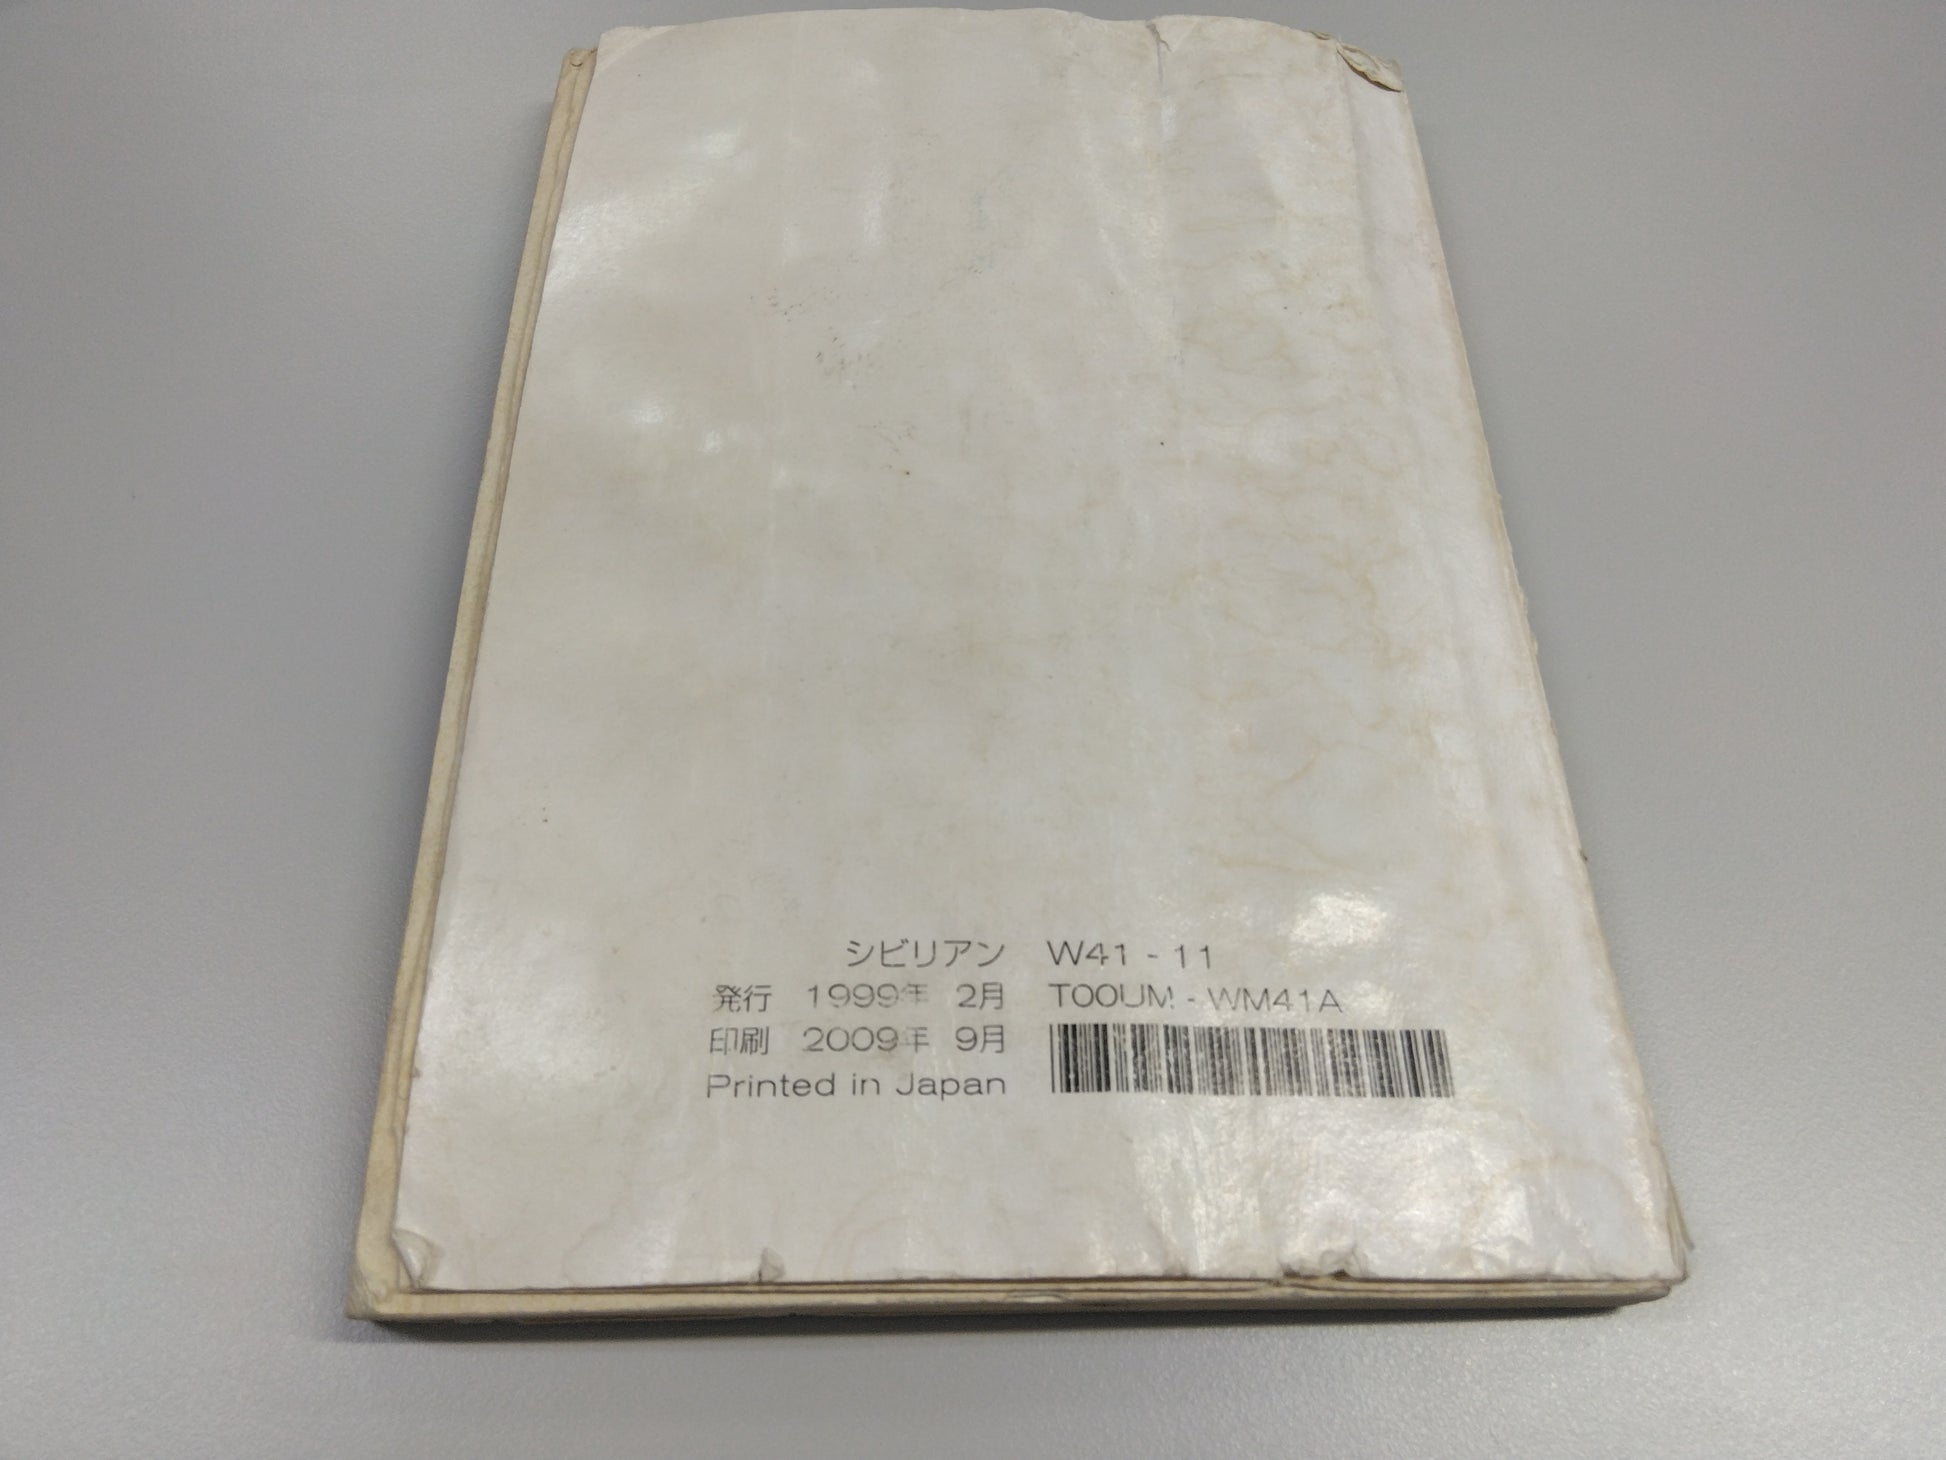 シビリアン W41-11
発行 1999年 2月 T00UM-WM41A
印刷 2009年 9月
Printed in Japan